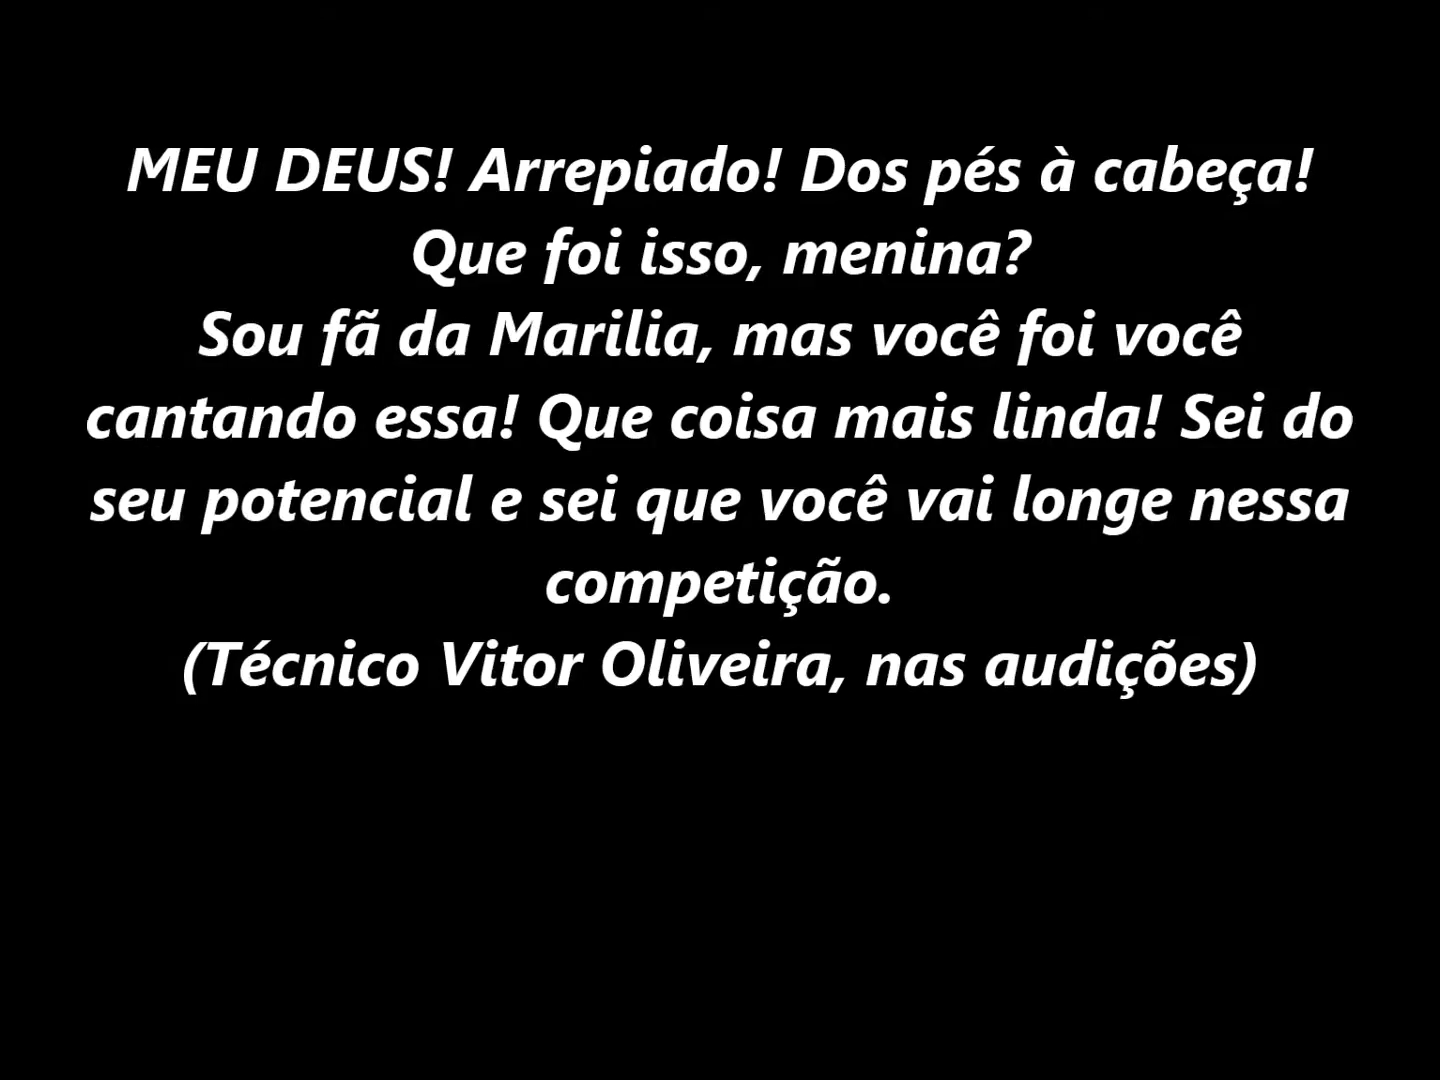 MEU DEUS! Arrepiado! Dos pés à cabeça!
Que foi isso, menina?
Sou fã da Marilia, mas você foi você
cantando essa! Que coisa mais linda! Sei do
seu potencial e sei que você vai longe nessa
competição.
(Técnico Vitor Oliveira, nas audições)